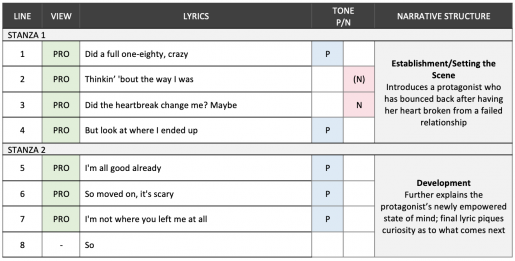 LINE VIEW LYRICS TONE P/N NARRATIVE STRUCTURE
STANZA 1
1 PRO Did a full one-eighty, crazy P
2 PRO Thinkin' 'bout the way I was (N)
3 PRO Did the heartbreak change me? Maybe N
4 PRO But look at where I ended up P
Establishment/Setting the
Scene
Introduces a protagonist who
has bounced back after having
her heart broken from a failed
relationship
STANZA 2
5 PRO I'm all good already P
6 PRO So moved on, it's scary P
7 PRO I'm not where you left me at all P
8 - So
Development
Further explains the
protagonist's newly empowered
state of mind; final lyric piques
curiosity as to what comes next